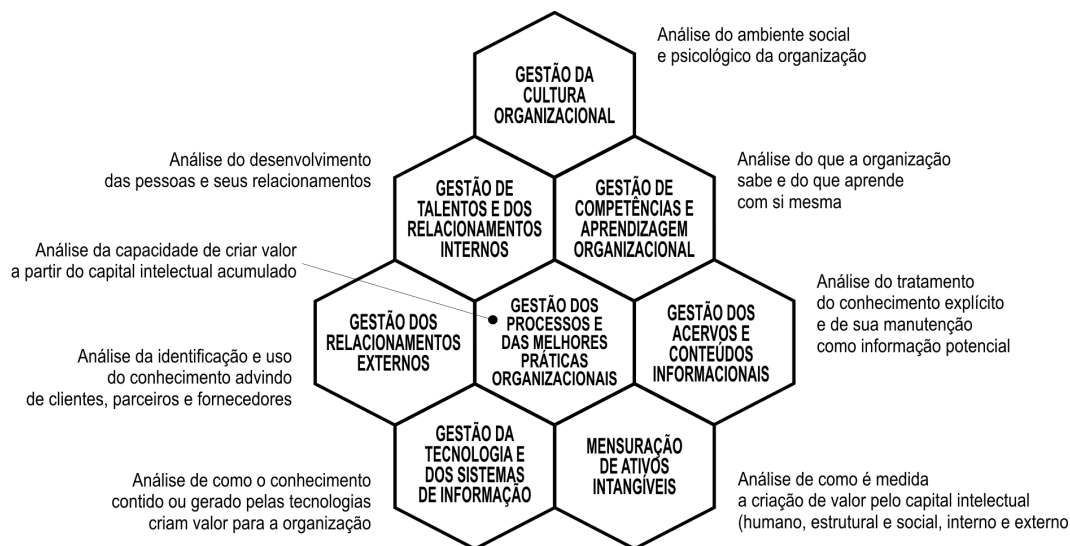 Análise do ambiente social
e psicológico da organização
GESTÃO DA
CULTURA
ORGANIZACIONAL
Análise do desenvolvimento
das pessoas e seus relacionamentos
GESTÃO DE
TALENTOS E DOS
RELACIONAMENTOS
INTERNOS
GESTÃO DE
COMPETÊNCIAS E
APRENDIZAGEM
ORGANIZACIONAL
Análise do que a organização
sabe e do que aprende
com si mesma
Análise da capacidade de criar valor
a partir do capital intelectual acumulado
GESTÃO DOS
RELACIONAMENTOS
EXTERNOS
GESTÃO DOS
PROCESSOS E
DAS MELHORES
PRÁTICAS
ORGANIZACIONAIS
GESTÃO DOS
ACERVOS E
CONTEÚDOS
INFORMACIONAIS
Análise do tratamento
do conhecimento explícito
e de sua manutenção
como informação potencial
Análise da identificação e uso
do conhecimento advindo
de clientes, parceiros e fornecedores
GESTÃO DA
TECNOLOGIA E
DOS SISTEMAS
DE INFORMAÇÃO
MENSURAÇÃO
DE ATIVOS
INTANGÍVEIS
Análise de como o conhecimento
contido ou gerado pelas tecnologias
criam valor para a organização
Análise de como é medida
a criação de valor pelo capital intelectual
(humano, estrutural e social, interno e externo